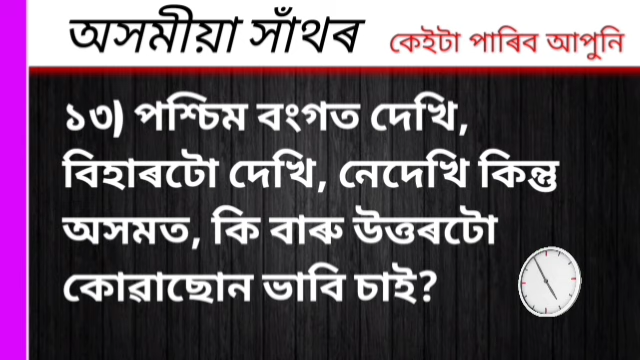 অসমীয়া সাঁথৰ কেইটা পাৰিব আপুনি
১৩) পশ্চিম বংগত দেখি,
বিহাৰটো দেখি, নেদেখি কিন্তু
অসমত, কি বাৰু উত্তৰটো
কোৱাছোন ভাবি চাই?